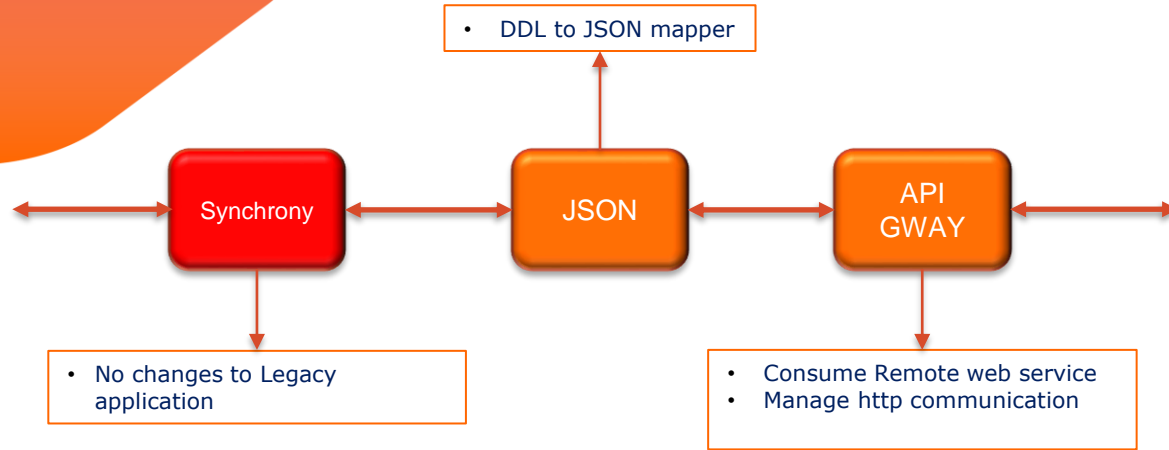 • DDL to JSON mapper
Synchrony
JSON
API
GWAY
• No changes to Legacy
application
• Consume Remote web service
• Manage http communication